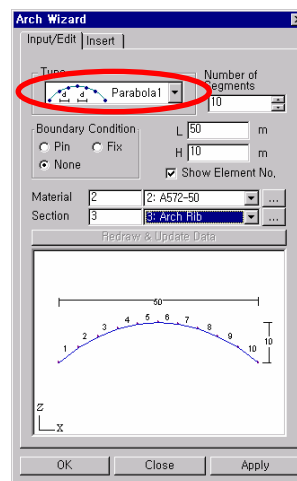 Arch Wizard
Input/Edit Insert
Type
d d Parabola1
Number of Segments
10
Boundary Condition
Pin Fix
None
L 50 m
H 10 m
Show Element No.
Material 2 2: A572-50 ...
Section 3 3: Arch Rib ...
Redraw & Update Data
50
1 2 3 4 5 6 7 8 9 10
10
Z
X
OK Close Apply